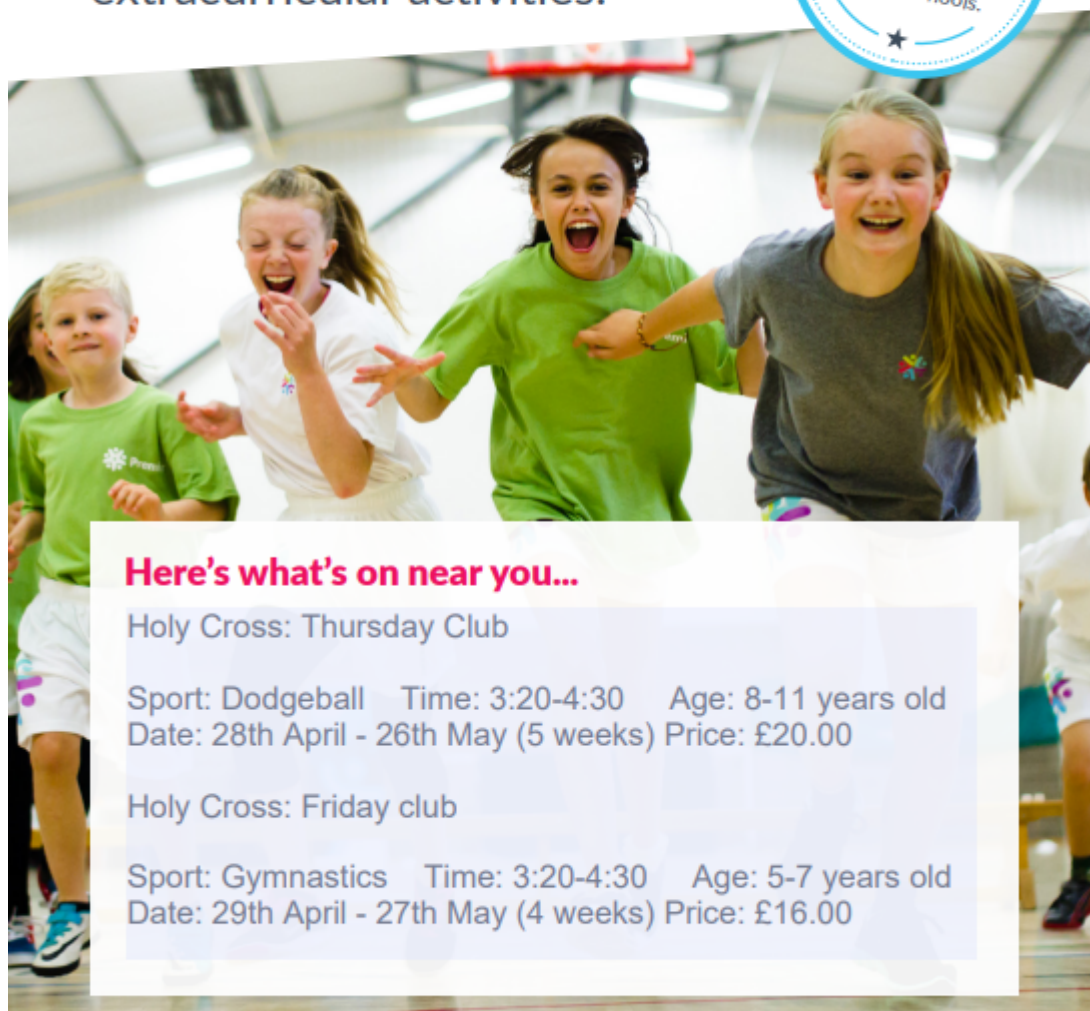 extracurricular activities.
Here's what's on near you...
Holy Cross: Thursday Club
Sport: Dodgeball Time: 3:20-4:30 Age: 8-11 years old
Date: 28th April - 26th May (5 weeks) Price: £20.00
Holy Cross: Friday club
Sport: Gymnastics Time: 3:20-4:30 Age: 5-7 years old
Date: 29th April - 27th May (4 weeks) Price: £16.00